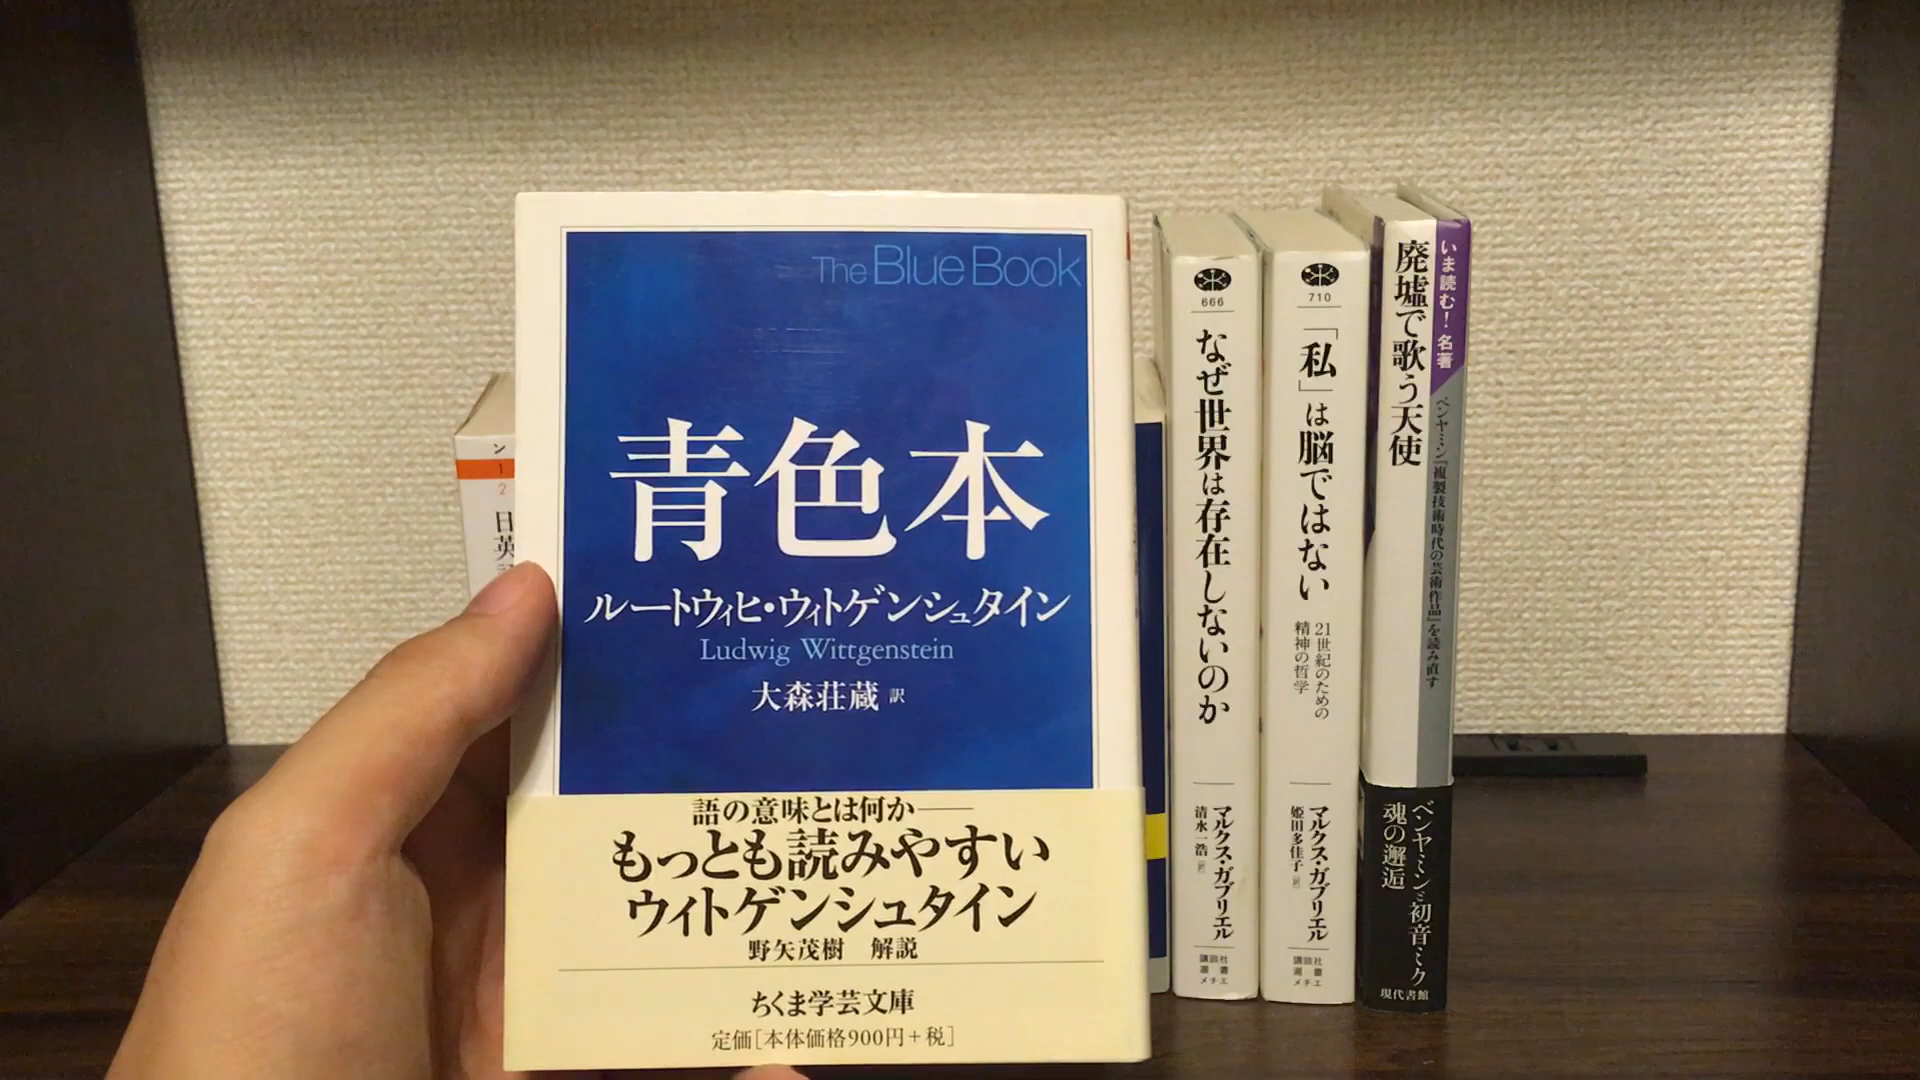 The Blue Book
青色本
ルートウィヒ・ウィトゲンシュタイン
Ludwig Wittgenstein
大森荘蔵 訳
語の意味とは何か——
もっとも読みやすい
ウィトゲンシュタイン
野矢茂樹 解説
ちくま学芸文庫
定価[本体価格900円+税]
ン
1
2
日英
666
なぜ世界は存在しないのか
マルクス・ガブリエル
清水一浩 訳
講談社
選書
メチエ
710
「私」は脳ではない
21世紀のための
精神の哲学
マルクス・ガブリエル
姫田多佳子 訳
講談社
選書
メチエ
いま読む!名著
廃墟で歌う天使
ベンヤミン『複製技術時代の芸術作品』を読み直す
ベンヤミンと初音ミク
魂の邂逅
現代書館